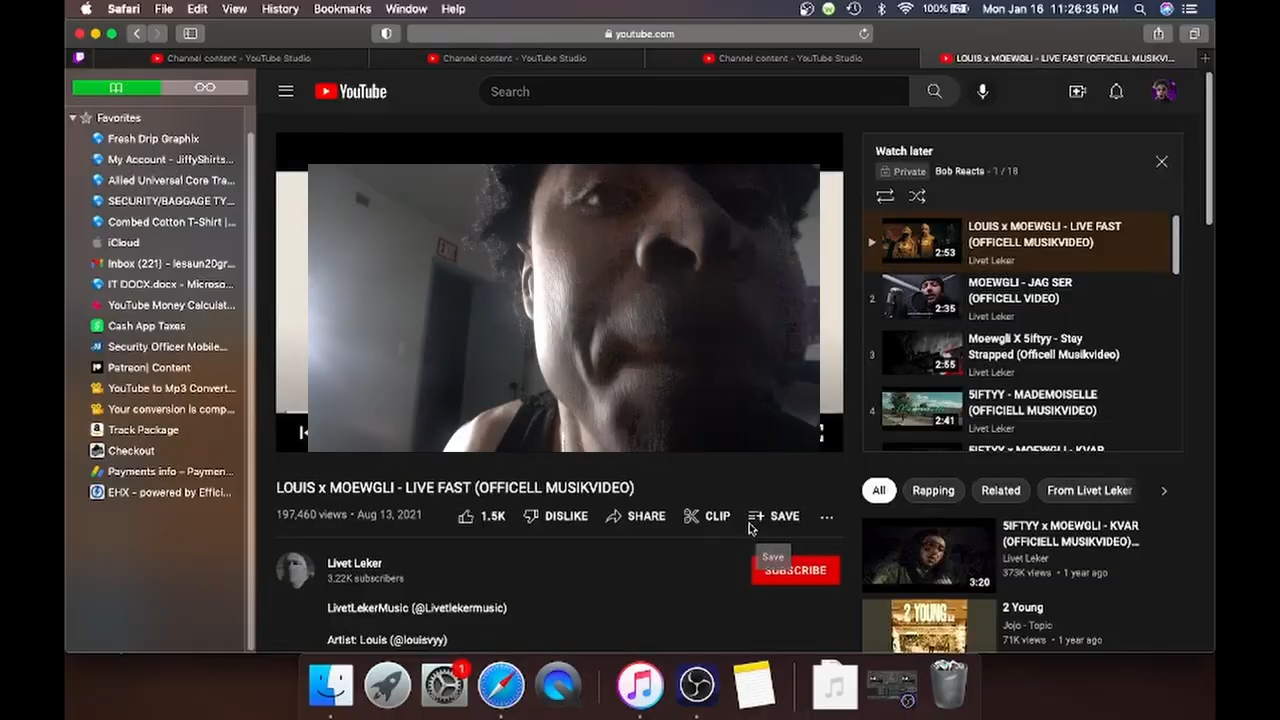 Safari File Edit View History Bookmarks Window Help
100% Mon Jan 16 11:26:35 PM
youtube.com
Channel content - YouTube Studio
Channel content - YouTube Studio
Channel content - YouTube Studio
LOUIS x MOEWGLI - LIVE FAST (OFFICELL MUSIKVI...
Favorites
Fresh Drip Graphix
My Account - JiffyShirts...
Allied Universal Core Tra...
SECURITY/BAGGAGE TY...
Combed Cotton T-Shirt |...
iCloud
Inbox (221) - lesaun20gr...
IT DOCX.docx - Microso...
YouTube Money Calculat...
Cash App Taxes
Security Officer Mobile...
Patreon| Content
YouTube to Mp3 Convert...
Your conversion is comp...
Track Package
Checkout
Payments info – Paymen...
EHX - powered by Effici...
YouTube
Search
Watch later
Private Bob Reacts - 1 / 18
LOUIS x MOEWGLI - LIVE FAST
(OFFICELL MUSIKVIDEO)
Livet Leker
2:53
2
MOEWGLI - JAG SER
(OFFICELL VIDEO)
Livet Leker
2:35
3
Moewgli X 5iftyy - Stay
Strapped (Officell Musikvideo)
Livet Leker
2:55
4
5IFTYY - MADEMOISELLE
(OFFICELL MUSIKVIDEO)
Livet Leker
2:41
5IFTYY x MOEWGLI - KVAR
LOUIS x MOEWGLI - LIVE FAST (OFFICELL MUSIKVIDEO)
197,460 views • Aug 13, 2021
1.5K DISLIKE SHARE CLIP SAVE ...
Save
Livet Leker
3.22K subscribers
SUBSCRIBE
LivetLekerMusic (@Livetlekermusic)
Artist: Louis (@louisvyy)
All Rapping Related From Livet Leker
5IFTYY x MOEWGLI - KVAR
(OFFICELL MUSIKVIDEO)...
Livet Leker
373K views • 1 year ago
3:20
2 Young
Jojo - Topic
71K views • 1 year ago
2 YOUNG
1